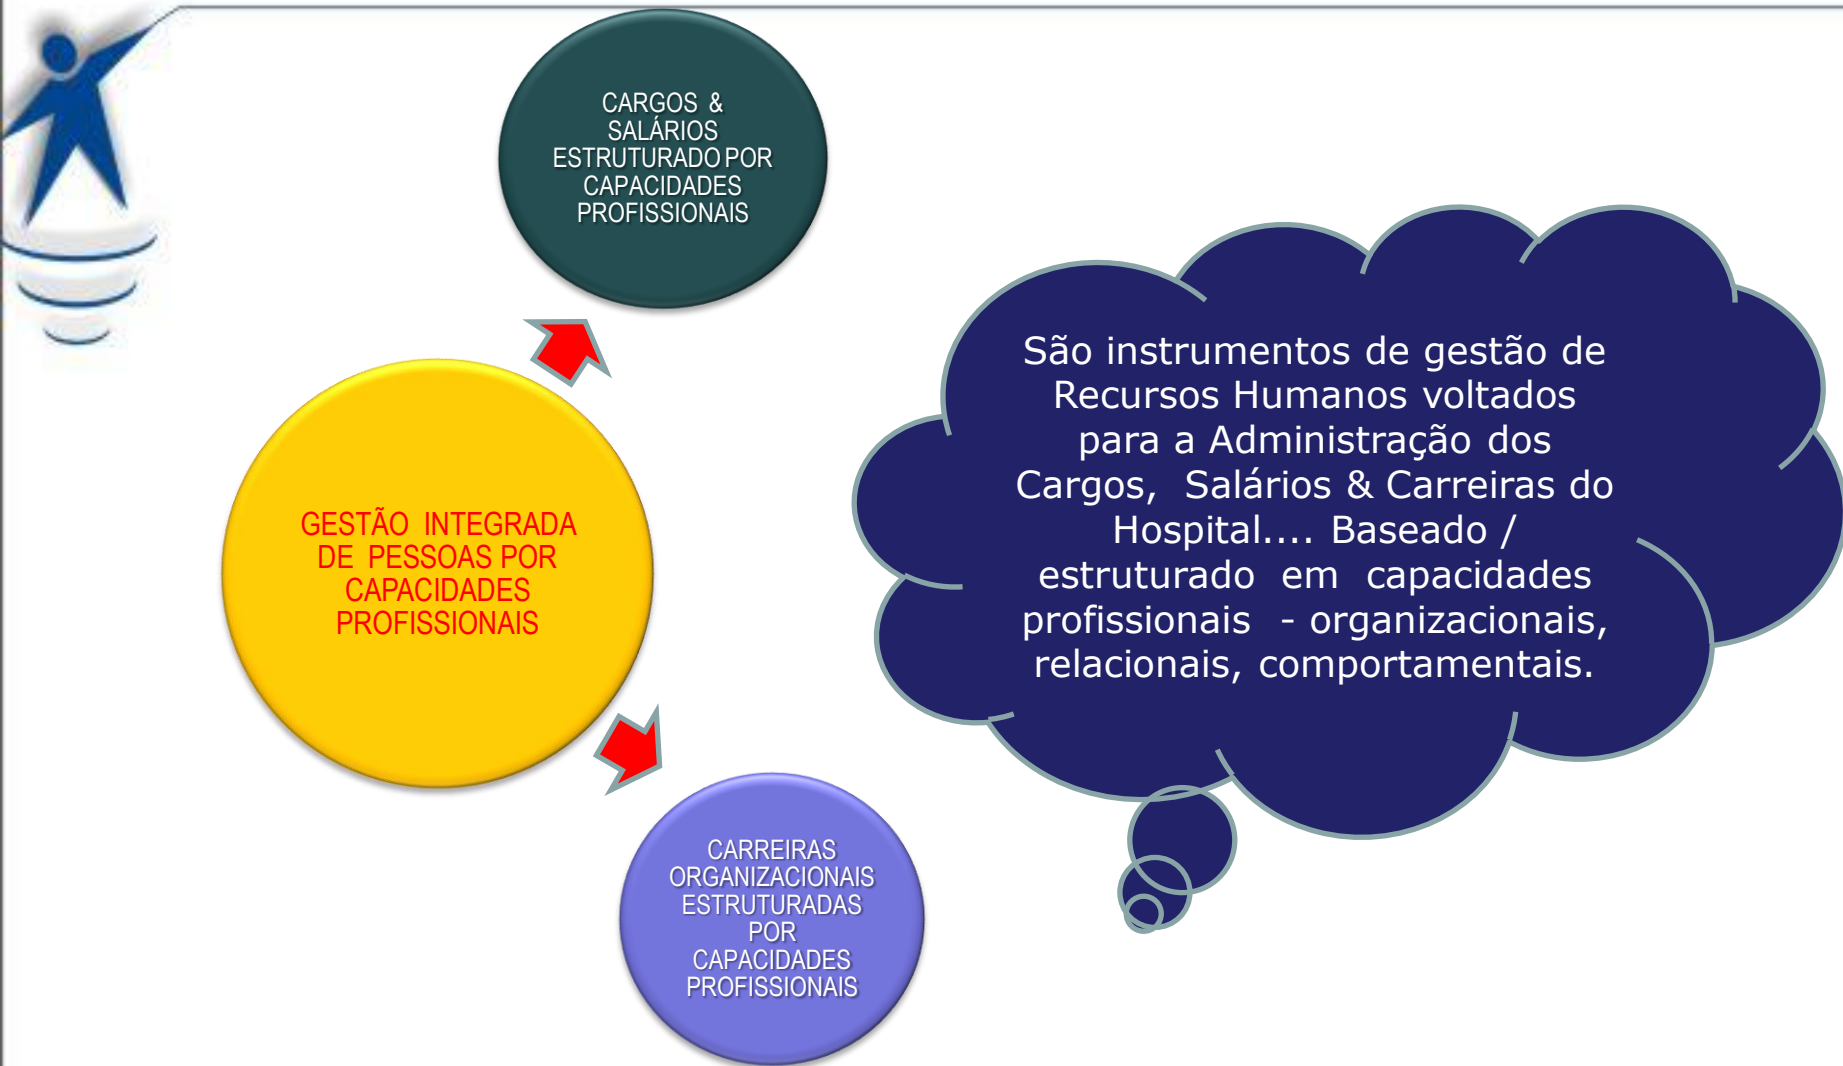 CARGOS &
SALÁRIOS
ESTRUTURADO POR
CAPACIDADES
PROFISSIONAIS
GESTÃO INTEGRADA
DE PESSOAS POR
CAPACIDADES
PROFISSIONAIS
CARREIRAS
ORGANIZACIONAIS
ESTRUTURADAS
POR
CAPACIDADES
PROFISSIONAIS
São instrumentos de gestão de
Recursos Humanos voltados
para a Administração dos
Cargos, Salários & Carreiras do
Hospital.... Baseado /
estruturado em capacidades
profissionais - organizacionais,
relacionais, comportamentais.